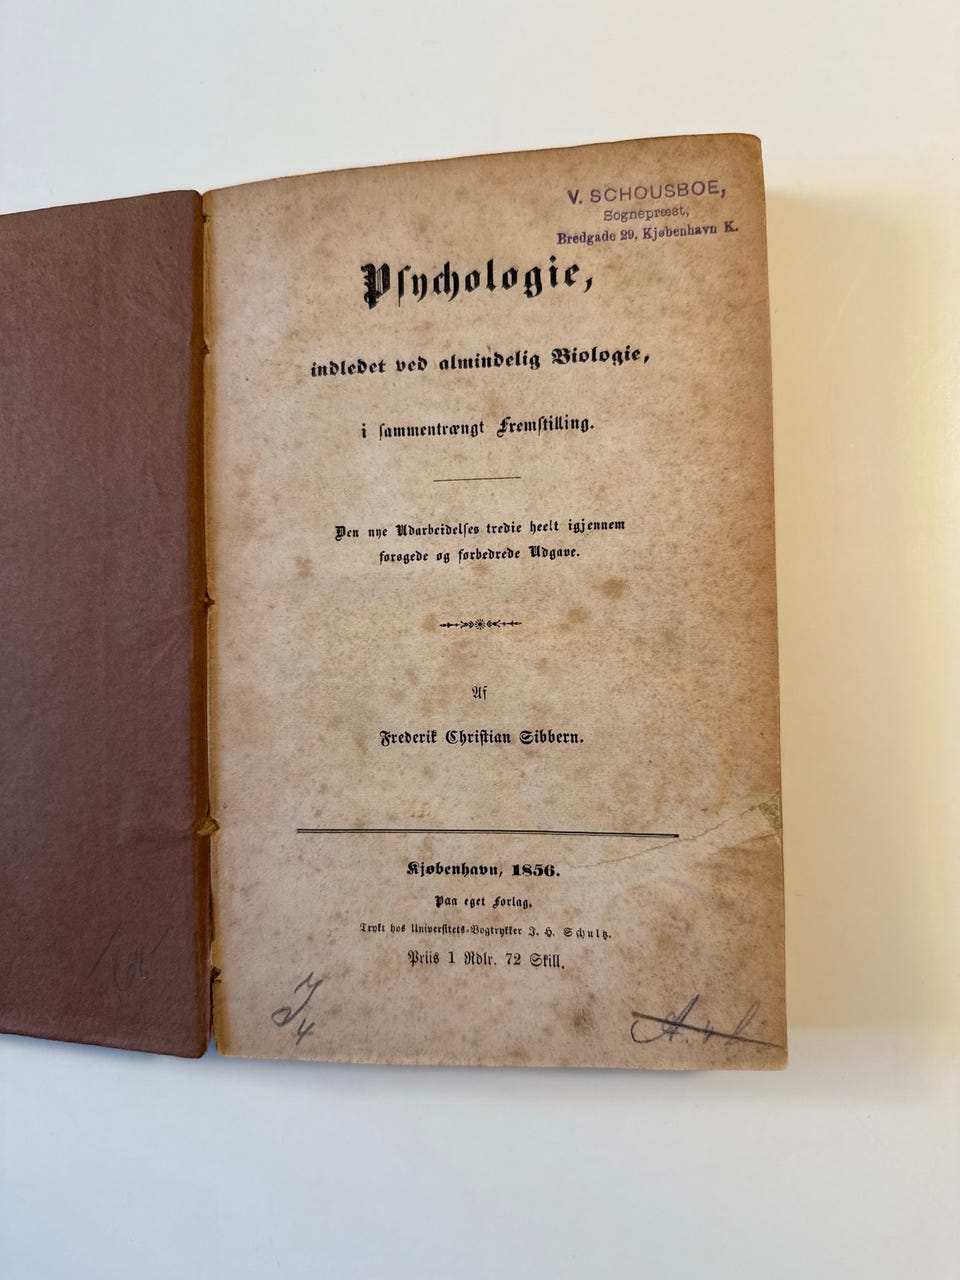 V. SCHOUSBOE,
Sognepræst,
Bredgade 29, Kjøbenhavn K.
Psychologie,
indledet ved almindelig Biologie,
i sammentrængt Fremstilling.
Den nye Udarbeidelses tredie heelt igjennem
forøgede og forbedrede Udgave.
Af
Frederik Christian Sibbern.
Kjøbenhavn, 1856.
Paa eget Forlag.
Trykt hos Universitets-Bogtrykker J. H. Schultz.
Priis 1 Rdlr. 72 Skill.